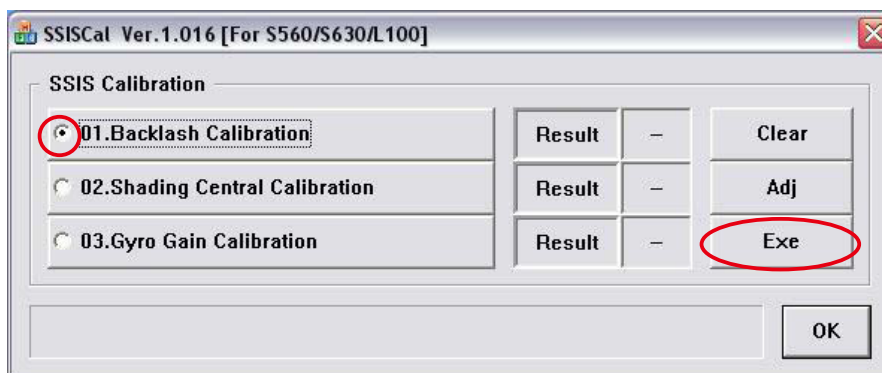 SSISCal Ver.1.016 [For S560/S630/L100]
SSIS Calibration
01.Backlash Calibration Result – Clear
02.Shading Central Calibration Result – Adj
03.Gyro Gain Calibration Result – Exe
OK